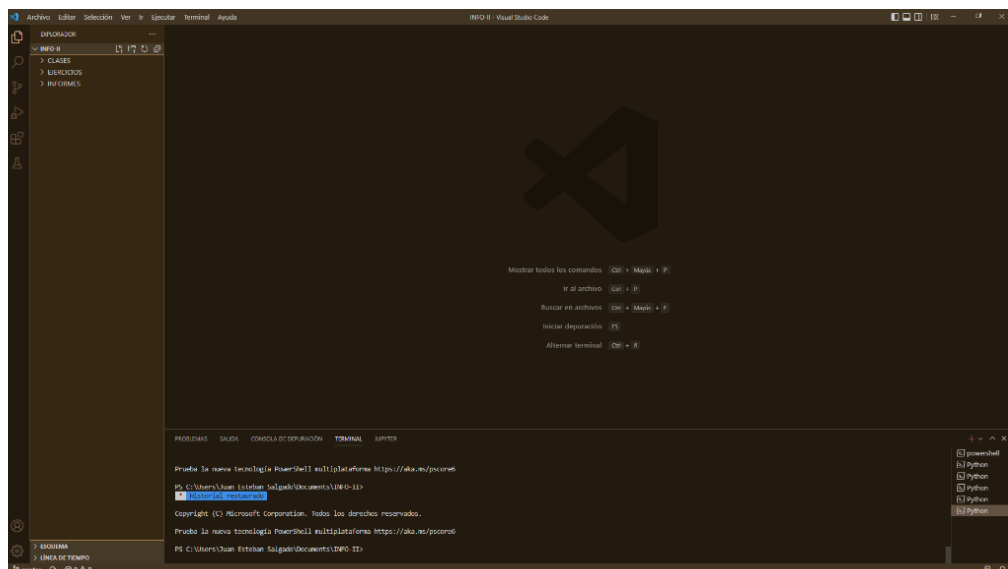 Archivo Editar Selección Ver Ir Ejecutar Terminal Ayuda
INFO-II - Visual Studio Code
EXPLORADOR
INFO-II
CLASES
EJERCICIOS
INFORMES
Mostrar todos los comandos Ctrl + Mayús + P
Ir al archivo Ctrl + P
Buscar en archivos Ctrl + Mayús + F
Iniciar depuración F5
Alternar terminal Ctrl + Ñ
PROBLEMAS SALIDA CONSOLA DE DEPURACIÓN TERMINAL JUPYTER
Prueba la nueva tecnología PowerShell multiplataforma https://aka.ms/pscore6
PS C:\Users\Juan Esteban Salgado\Documents\INFO-II>
* Historial restaurado
Copyright (C) Microsoft Corporation. Todos los derechos reservados.
Prueba la nueva tecnología PowerShell multiplataforma https://aka.ms/pscore6
PS C:\Users\Juan Esteban Salgado\Documents\INFO-II>
powershell
Python
Python
Python
Python
Python
ESQUEMA
LÍNEA DE TIEMPO